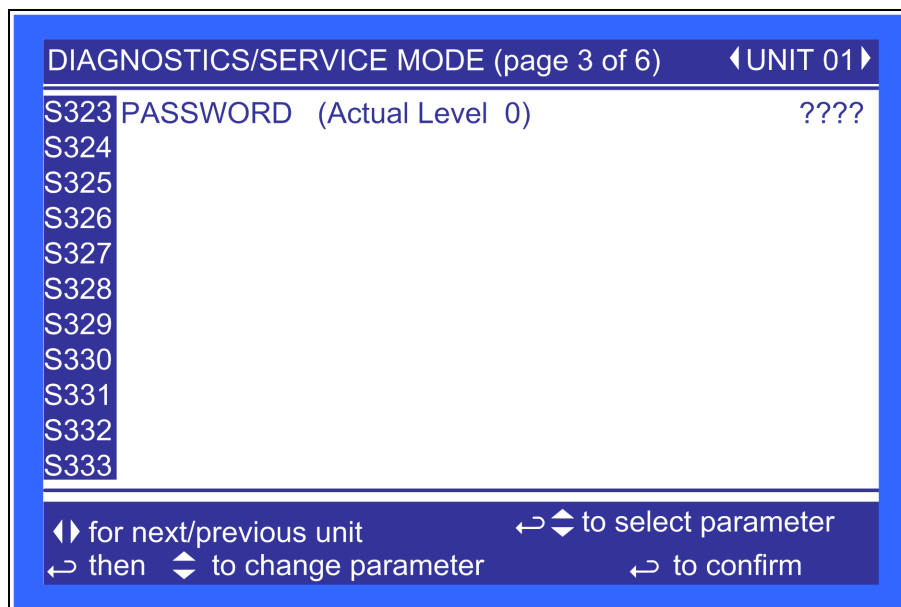 DIAGNOSTICS/SERVICE MODE (page 3 of 6) UNIT 01
S323 PASSWORD (Actual Level 0) ????
S324
S325
S326
S327
S328
S329
S330
S331
S332
S333
for next/previous unit to select parameter
then to change parameter to confirm